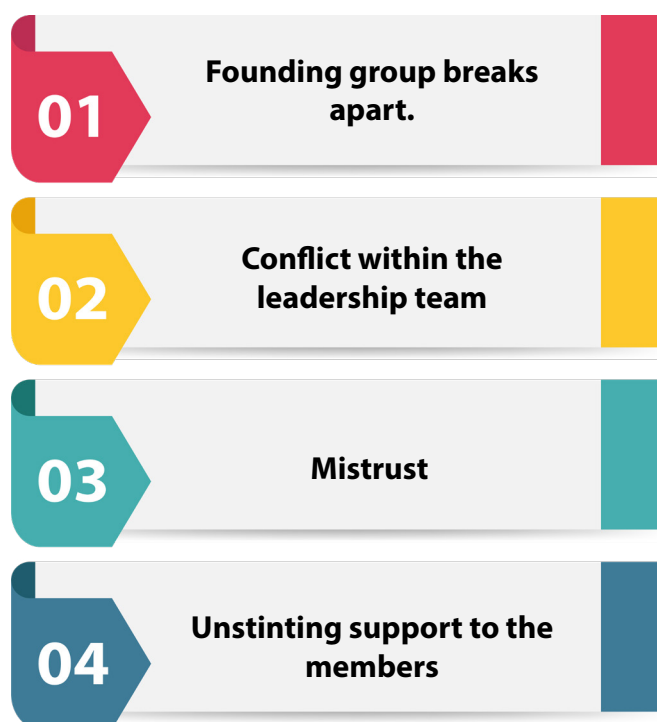 01
Founding group breaks
apart.
02
Conflict within the
leadership team
03
Mistrust
04
Unstinting support to the
members